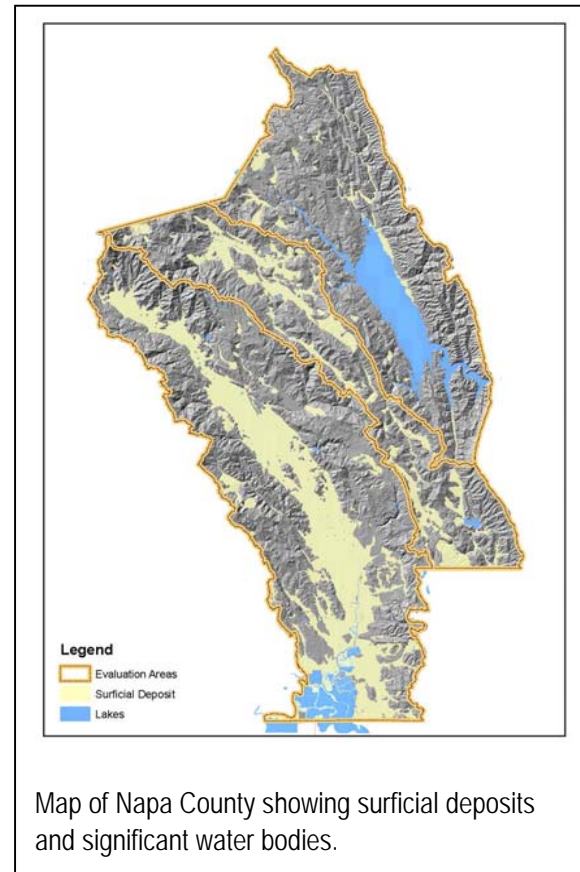 Legend
Evaluation Areas
Surficial Deposit
Lakes
Map of Napa County showing surficial deposits
and significant water bodies.